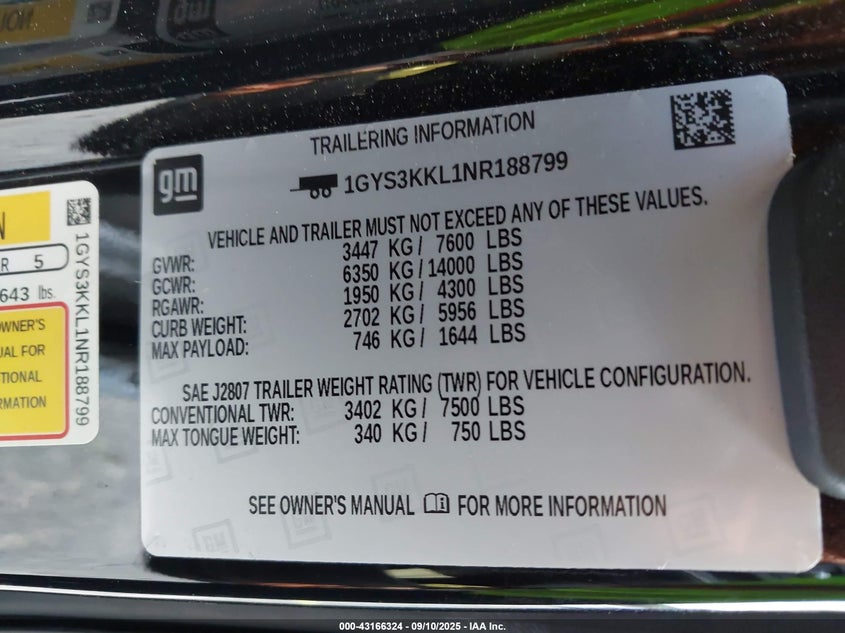 TRAILERING INFORMATION
gm
1GYS3KKL1NR188799
VEHICLE AND TRAILER MUST NOT EXCEED ANY OF THESE VALUES.
GVWR: 3447 KG / 7600 LBS
GCWR: 6350 KG / 14000 LBS
RGAWR: 1950 KG / 4300 LBS
CURB WEIGHT: 2702 KG / 5956 LBS
MAX PAYLOAD: 746 KG / 1644 LBS
SAE J2807 TRAILER WEIGHT RATING (TWR) FOR VEHICLE CONFIGURATION.
CONVENTIONAL TWR: 3402 KG / 7500 LBS
MAX TONGUE WEIGHT: 340 KG / 750 LBS
SEE OWNER'S MANUAL FOR MORE INFORMATION
N
R 5
643 lbs.
OWNER'S
UAL FOR
TIONAL
RMATION
1GYS3KKL1NR188799
000-43166324 - 09/10/2025 - IAA Inc.